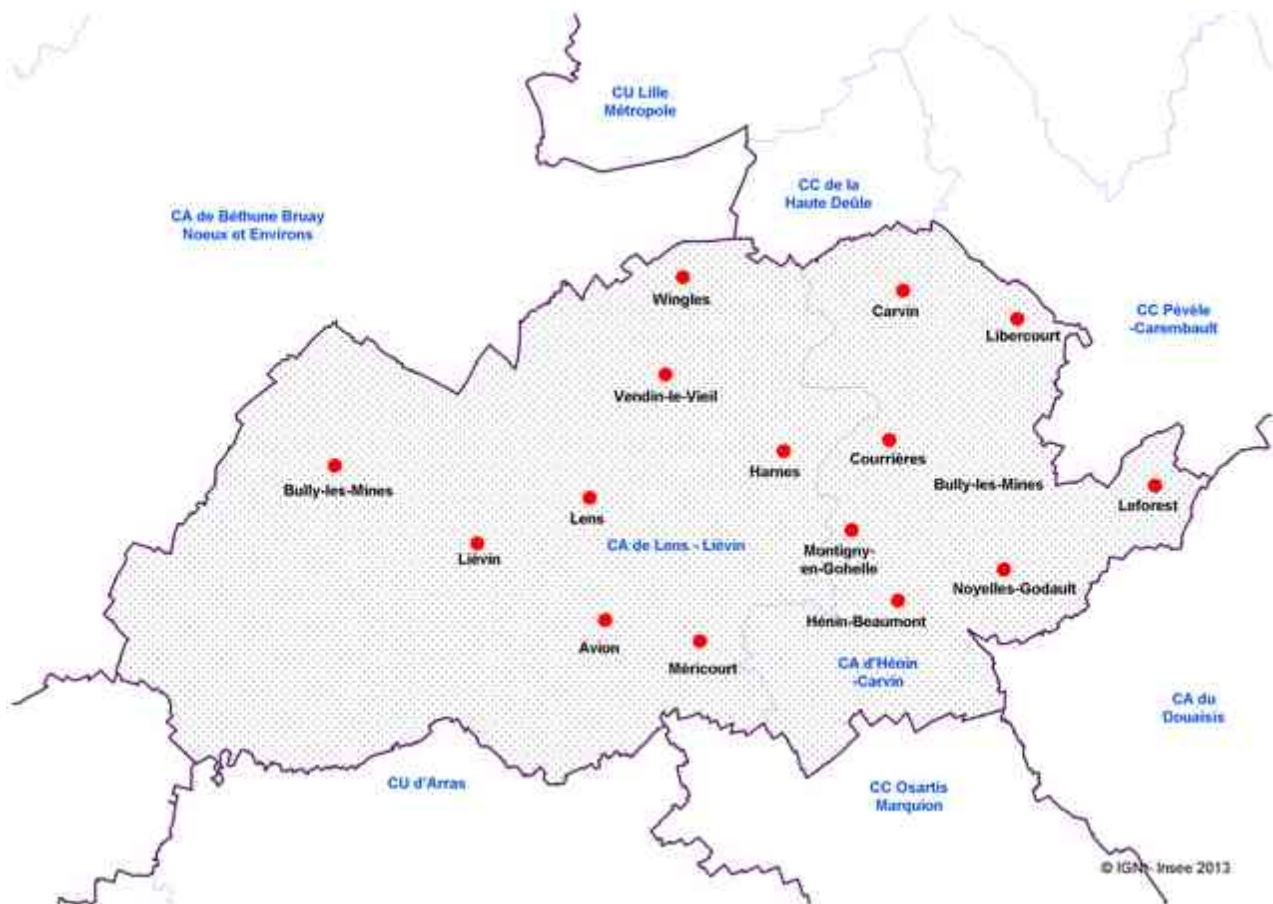 CU Lille
Métropole
CC de la
Haute Deûle
CA de Béthune Bruay
Noeux et Environs
Wingles
Carvin
CC Pévèle
-Carembault
Libercourt
Vendin-le-Vieil
Harnes
Courrières
Bully-les-Mines
Bully-les-Mines
Leforest
Lens
CA de Lens - Liévin
Liévin
Montigny-
en-Gohelle
Noyelles-Godault
Hénin-Beaumont
Avion
Méricourt
CA d'Hénin
-Carvin
CA du
Douaisis
CU d'Arras
CC Osartis
Marquion
© IGN - Insee 2013